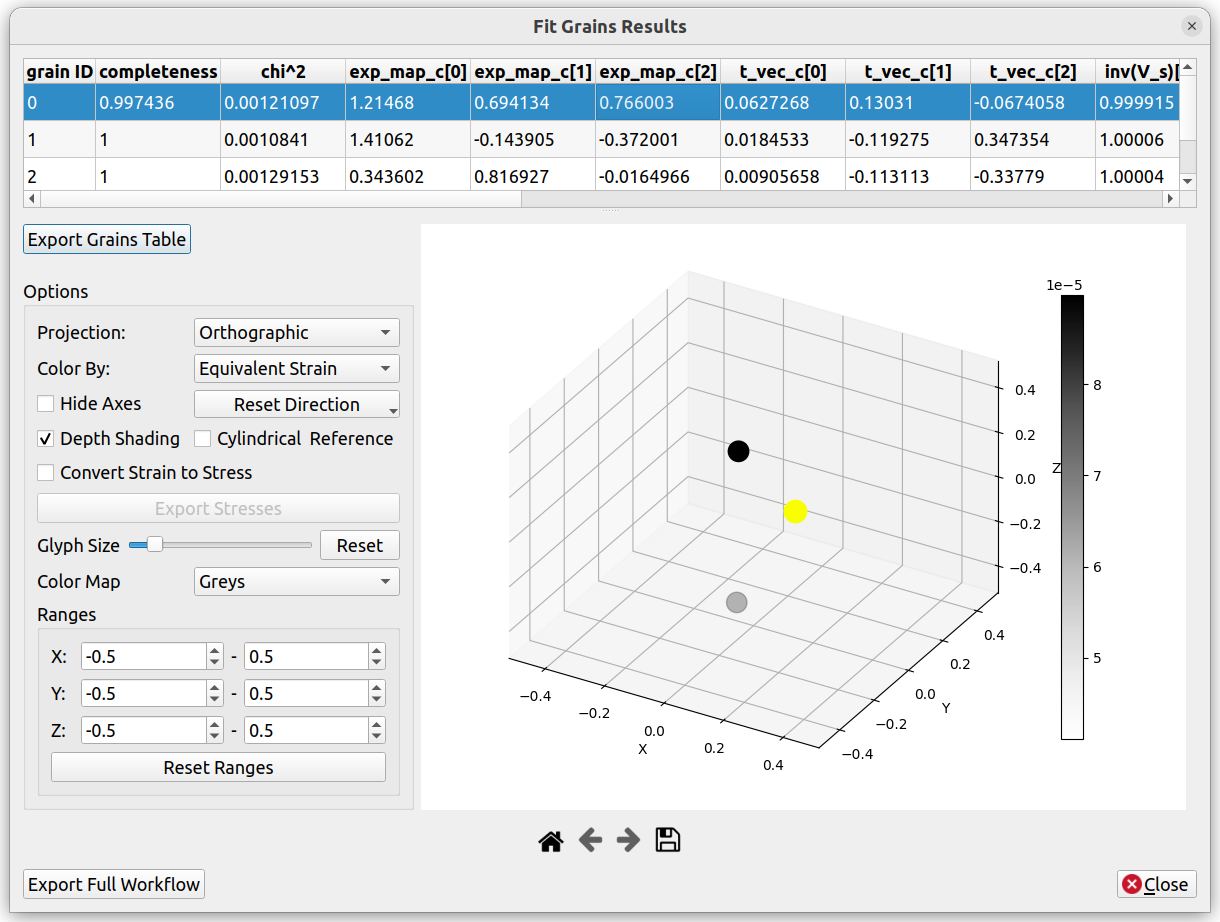 Fit Grains Results
grain ID completeness chi^2 exp_map_c[0] exp_map_c[1] exp_map_c[2] t_vec_c[0] t_vec_c[1] t_vec_c[2] inv(V_s)[
0 0.997436 0.00121097 1.21468 0.694134 0.766003 0.0627268 0.13031 -0.0674058 0.999915
1 1 0.0010841 1.41062 -0.143905 -0.372001 0.0184533 -0.119275 0.347354 1.00006
2 1 0.00129153 0.343602 0.816927 -0.0164966 0.00905658 -0.113113 -0.33779 1.00004
Export Grains Table
Options
Projection: Orthographic
Color By: Equivalent Strain
Hide Axes Reset Direction
Depth Shading Cylindrical Reference
Convert Strain to Stress
Export Stresses
Glyph Size Reset
Color Map Greys
Ranges
X: -0.5 - 0.5
Y: -0.5 - 0.5
Z: -0.5 - 0.5
Reset Ranges
−0.4
−0.2
0.0
0.2
0.4
X
−0.4
−0.2
0.0
0.2
0.4
Y
0.4
0.2
0.0
−0.2
−0.4
Z
1e−5
8
7
6
5
Export Full Workflow
Close